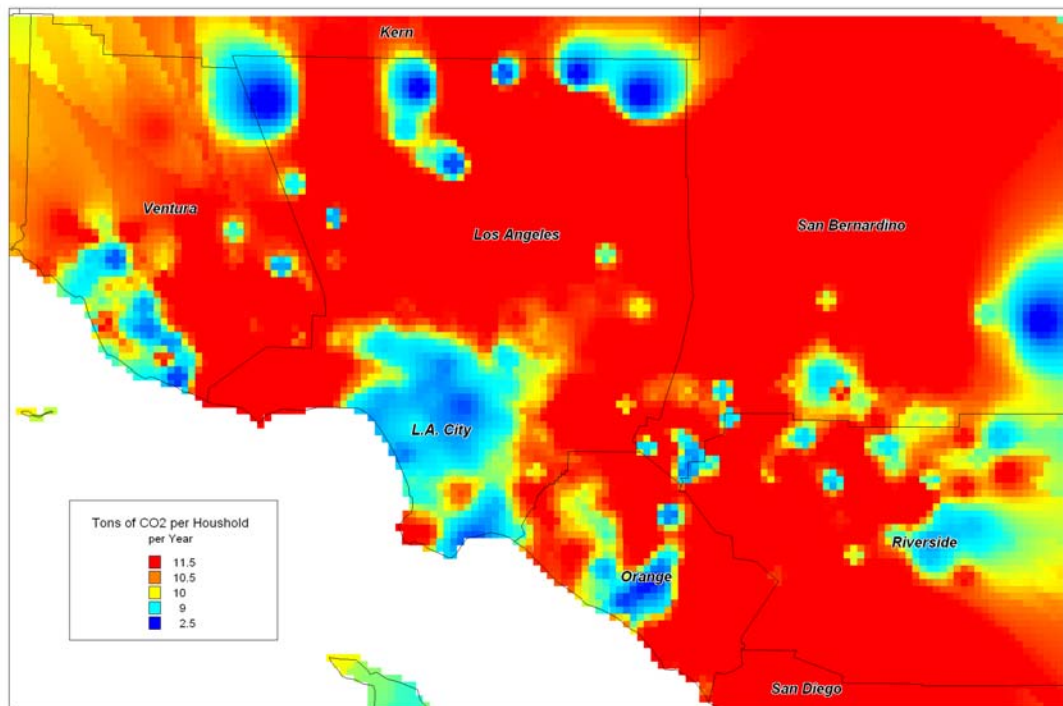 Kern
Ventura
Los Angeles
San Bernardino
L.A. City
Tons of CO2 per Houshold
per Year
11.5
10.5
10
9
2.5
Riverside
Orange
San Diego